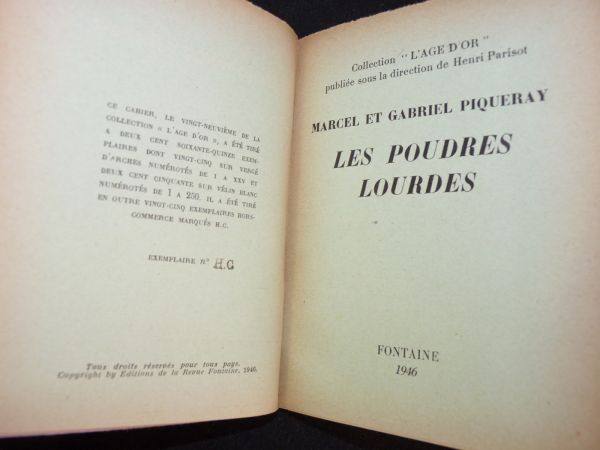 CE CAHIER, LE VINGT-NEUVIÈME DE LA
COLLECTION « L'AGE D'OR », A ÉTÉ TIRÉ
A DEUX CENT SOIXANTE-QUINZE EXEM-
PLAIRES DONT VINGT-CINQ SUR VERGÉ
D'ARCHES NUMÉROTÉS DE I A XXV ET
DEUX CENT CINQUANTE SUR VÉLIN BLANC
NUMÉROTÉS DE 1 A 250. IL A ÉTÉ TIRÉ
EN OUTRE VINGT-CINQ EXEMPLAIRES HORS-
COMMERCE MARQUÉS H.C.
EXEMPLAIRE n° H.C
Tous droits réservés pour tous pays.
Copyright by Editions de la Revue Fontaine, 1946.
Collection "L'AGE D'OR"
publiée sous la direction de Henri Parisot
MARCEL ET GABRIEL PIQUERAY
LES POUDRES
LOURDES
FONTAINE
1946